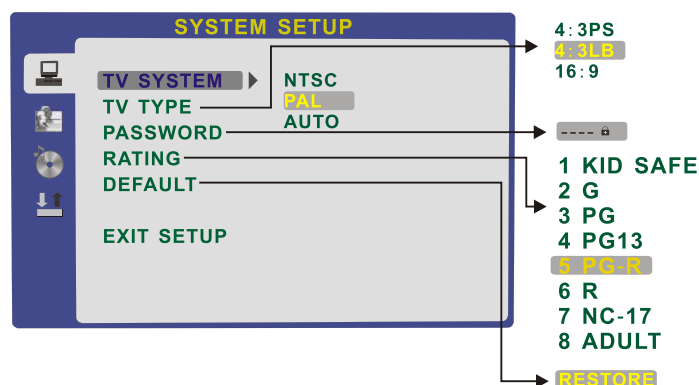 SYSTEM SETUP
TV SYSTEM
TV TYPE
PASSWORD
RATING
DEFAULT
EXIT SETUP
NTSC
PAL
AUTO
4:3PS
4:3LB
16:9
----
1 KID SAFE
2 G
3 PG
4 PG13
5 PG-R
6 R
7 NC-17
8 ADULT
RESTORE